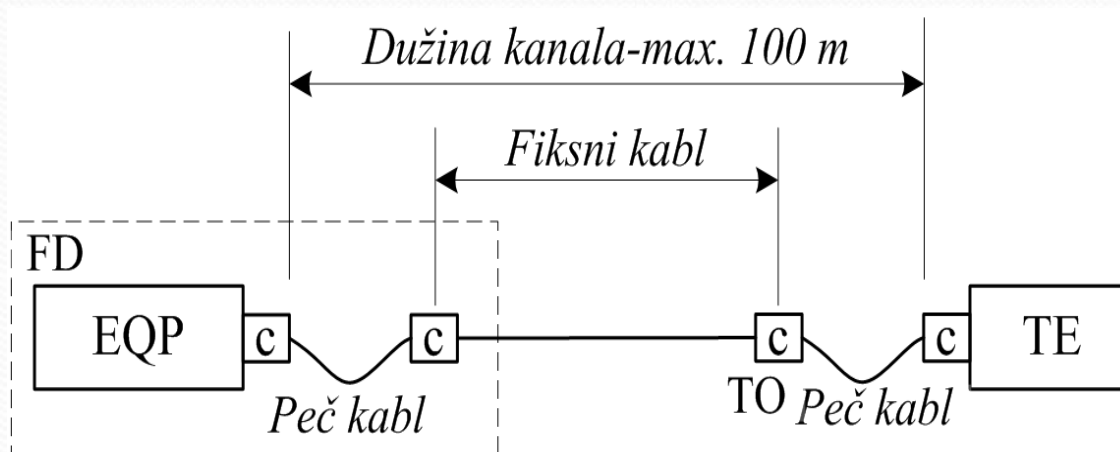 Dužina kanala-max. 100 m
Fiksni kabl
FD
EQP
c
c
c
c
TE
TO
Peč kabl
Peč kabl